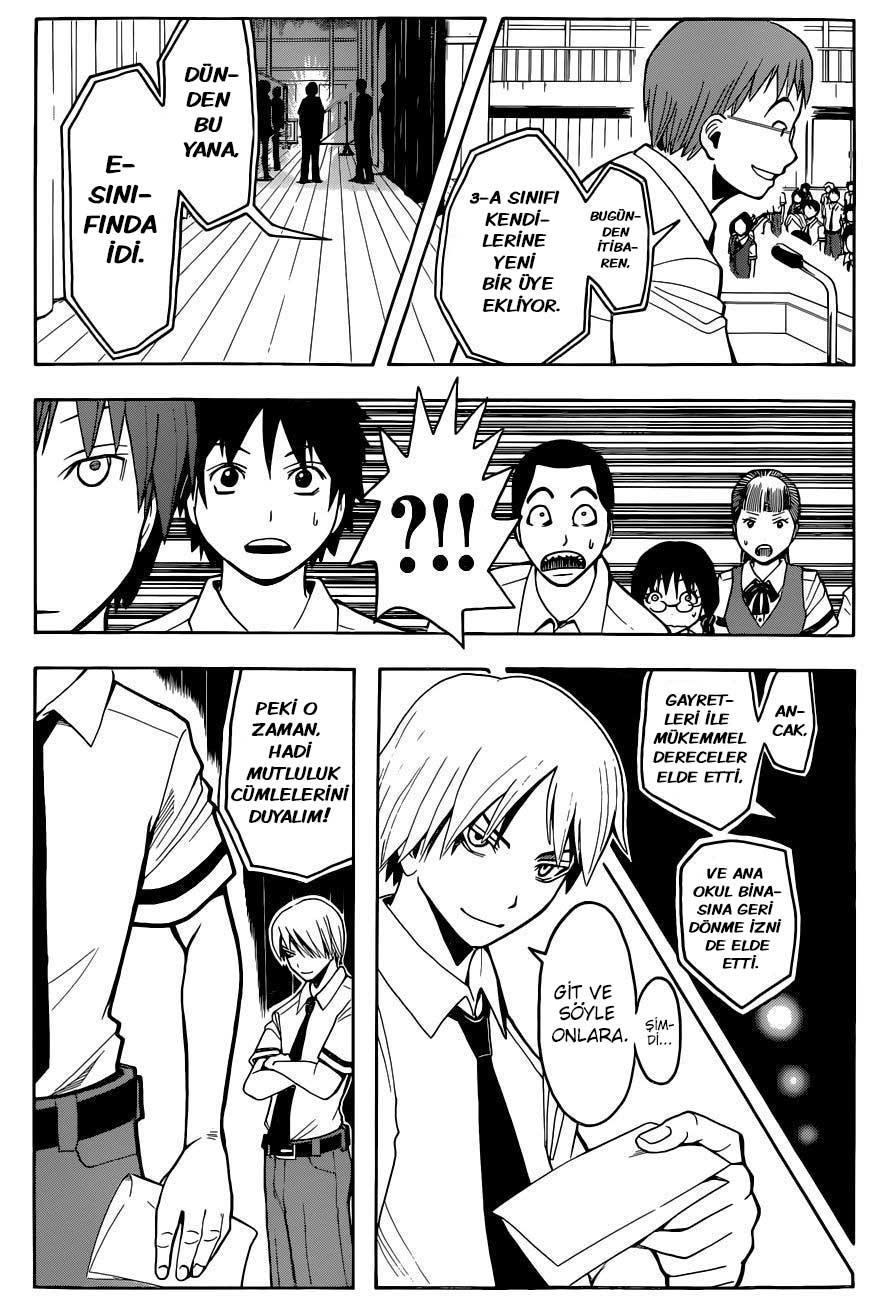 BUGÜN-
DEN
İTİBA-
REN,
3-A SINIFI
KENDİ-
LERİNE
YENİ
BİR ÜYE
EKLİYOR.
DÜN-
DEN
BU
YANA,
E-
SINI-
FINDA
İDİ.
?!!
AN-
CAK,
GAYRET-
LERİ İLE
MÜKEMMEL
DERECELER
ELDE ETTİ,
VE ANA
OKUL BİNA-
SINA GERİ
DÖNME İZNİ
DE ELDE
ETTİ.
ŞİM-
Dİ...
GİT VE
SÖYLE
ONLARA.
PEKİ O
ZAMAN,
HADİ
MUTLULUK
CÜMLELERİNİ
DUYALIM!